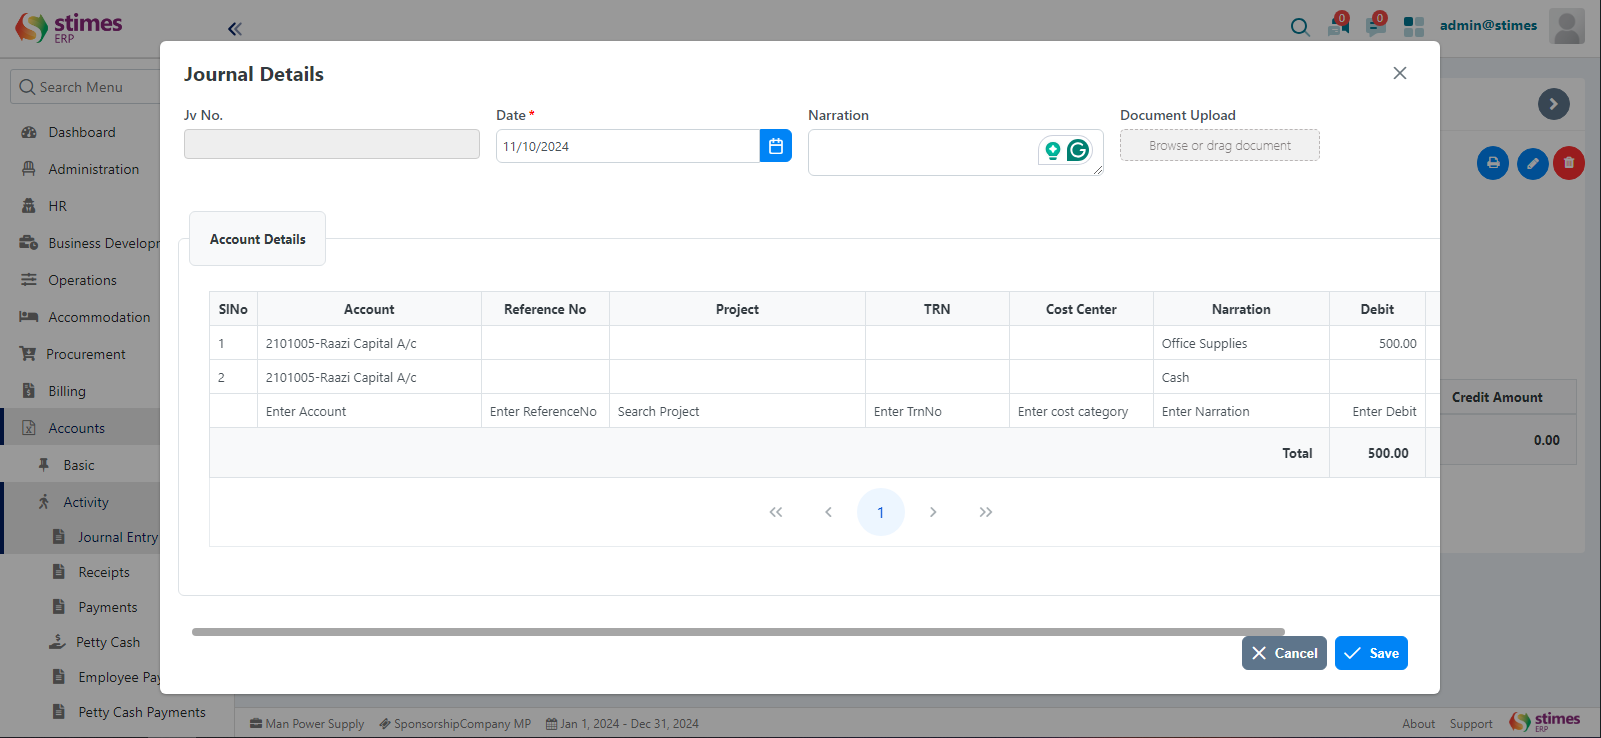 stimes
ERP
0
0
admin@stimes
Search Menu
Dashboard
Administration
HR
Business Develop
Operations
Accommodation
Procurement
Billing
Accounts
Basic
Activity
Journal Entry
Receipts
Payments
Petty Cash
Employee Pay
Petty Cash Payments
Journal Details
Jv No.
Date *
Narration
Document Upload
11/10/2024
Browse or drag document
Account Details
SlNo Account Reference No Project TRN Cost Center Narration Debit
1 2101005-Raazi Capital A/c Office Supplies 500.00
2 2101005-Raazi Capital A/c Cash
Enter Account Enter ReferenceNo Search Project Enter TrnNo Enter cost category Enter Narration Enter Debit
Total 500.00
1
Cancel
Save
Credit Amount
0.00
Man Power Supply SponsorshipCompany MP Jan 1, 2024 - Dec 31, 2024
About Support stimes
ERP